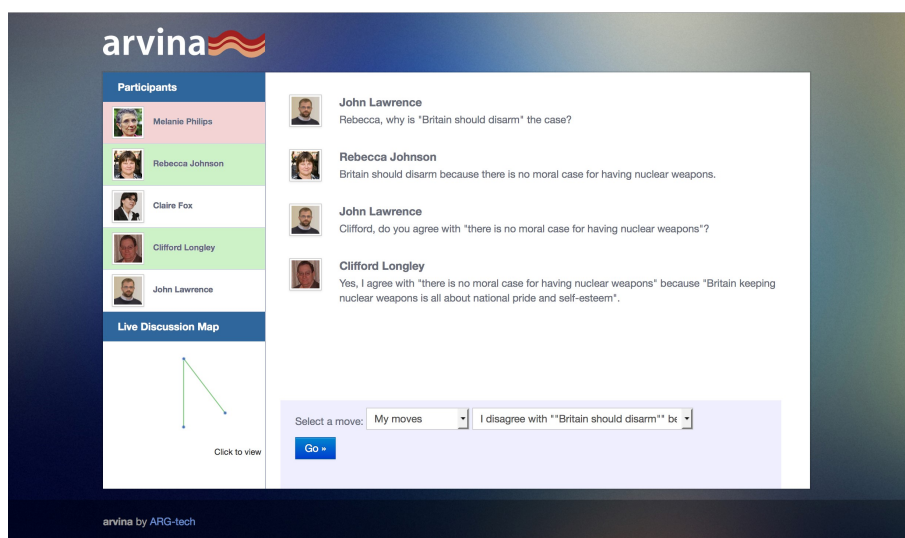 arvina
Participants
Melanie Philips
Rebecca Johnson
Claire Fox
Clifford Longley
John Lawrence
Live Discussion Map
Click to view
John Lawrence
Rebecca, why is "Britain should disarm" the case?
Rebecca Johnson
Britain should disarm because there is no moral case for having nuclear weapons.
John Lawrence
Clifford, do you agree with "there is no moral case for having nuclear weapons"?
Clifford Longley
Yes, I agree with "there is no moral case for having nuclear weapons" because "Britain keeping
nuclear weapons is all about national pride and self-esteem".
Select a move: My moves I disagree with ""Britain should disarm"" be
Go »
arvina by ARG-tech